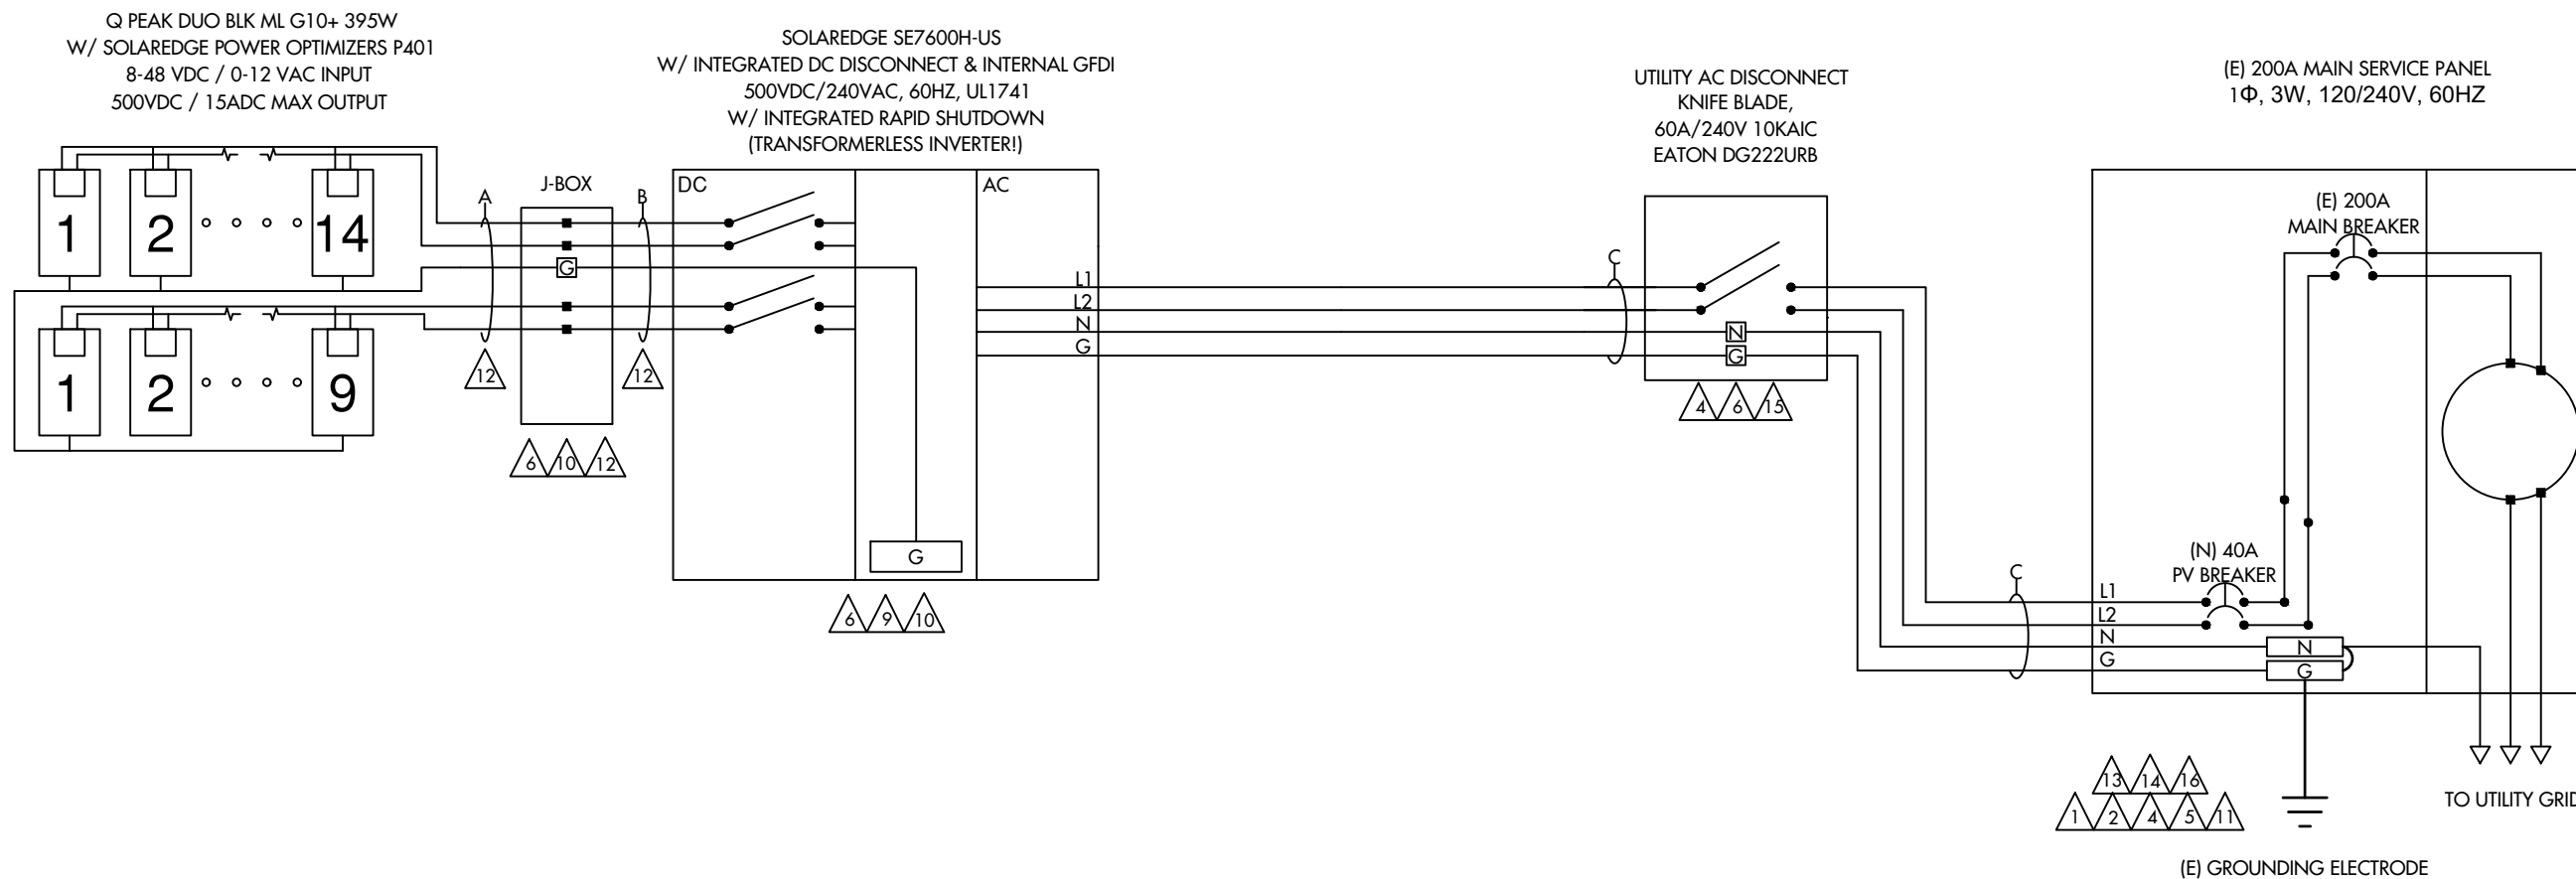 Q PEAK DUO BLK ML G10+ 395W
W/ SOLAREDGE POWER OPTIMIZERS P401
8-48 VDC / 0-12 VAC INPUT
500VDC / 15ADC MAX OUTPUT
SOLAREDGE SE7600H-US
W/ INTEGRATED DC DISCONNECT & INTERNAL GFDI
500VDC/240VAC, 60HZ, UL1741
W/ INTEGRATED RAPID SHUTDOWN
(TRANSFORMERLESS INVERTER!)
UTILITY AC DISCONNECT
KNIFE BLADE,
60A/240V 10KAIC
EATON DG222URB
(E) 200A MAIN SERVICE PANEL
1Φ, 3W, 120/240V, 60HZ
1
2
14
1
2
9
A
12
J-BOX
G
6 10 12
B
12
DC
AC
L1
L2
N
G
G
6 9 10
C
N
G
4 6 15
(E) 200A
MAIN BREAKER
(N) 40A
PV BREAKER
C
L1
L2
N
G
N
G
13 14 16
1 2 4 5 11
TO UTILITY GRID
(E) GROUNDING ELECTRODE